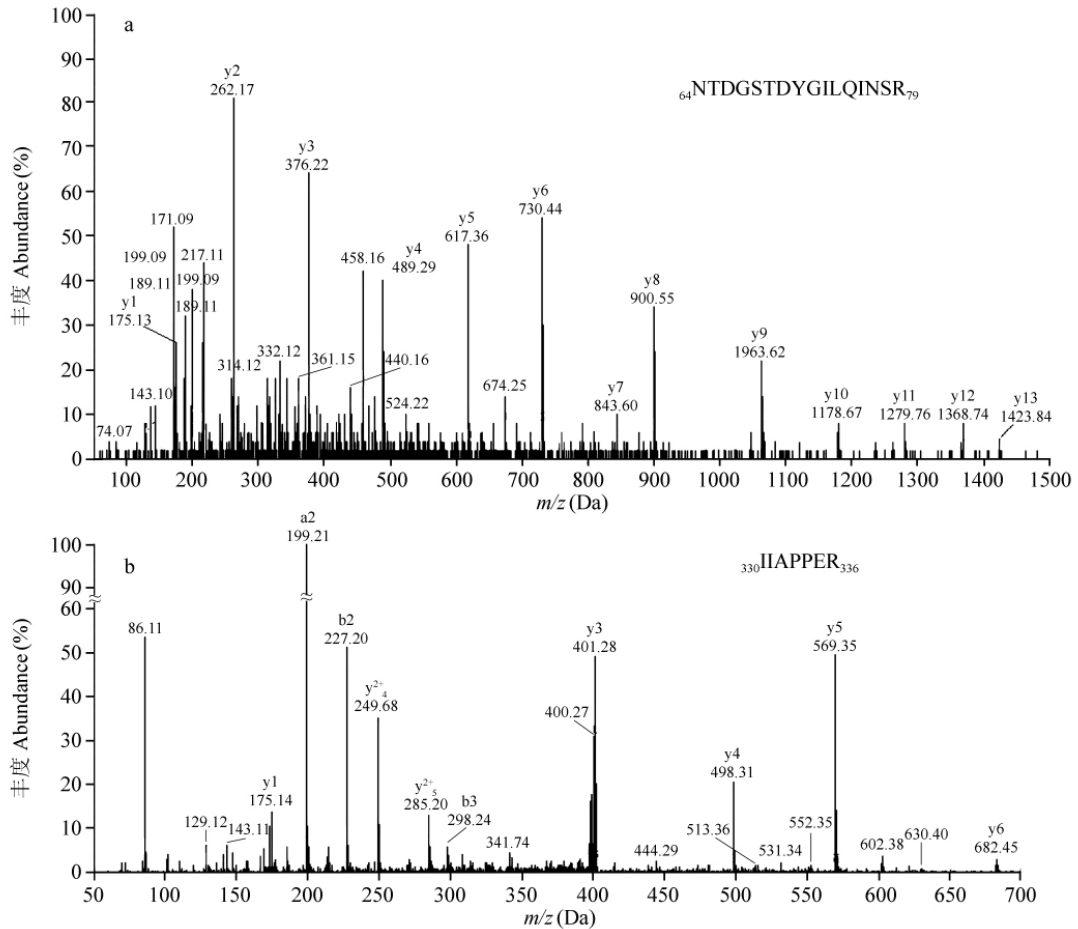 100
90
80
70
60
50
40
30
20
10
0
丰度 Abundance (%)
a
₆₄NTDGSTDYGILQINSR₇₉
y2
262.17
y3
376.22
171.09
199.09
189.11
217.11
199.09
189.11
y1
175.13
143.10
74.07
314.12
332.12
361.15
458.16
440.16
y4
489.29
524.22
y5
617.36
674.25
y6
730.44
y7
843.60
y8
900.55
y9
1963.62
y10
1178.67
y11
1279.76
y12
1368.74
y13
1423.84
100 200 300 400 500 600 700 800 900 1000 1100 1200 1300 1400 1500
m/z (Da)
100
90
60
50
40
30
20
10
0
丰度 Abundance (%)
b
₃₃₀IIAPPER₃₃₆
86.11
129.12
143.11
y1
175.14
a2
199.21
b2
227.20
y²⁺₄
249.68
y²⁺₅
285.20
b3
298.24
341.74
400.27
y3
401.28
444.29
y4
498.31
513.36
531.34
552.35
y5
569.35
602.38
630.40
y6
682.45
50 100 150 200 250 300 350 400 450 500 550 600 650 700
m/z (Da)